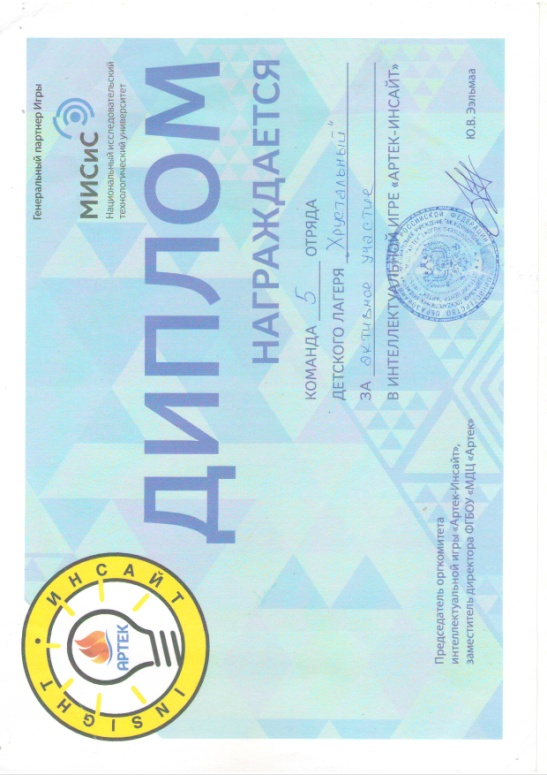 ИНСАЙТ
INSIGHT
АРТЕК
Генеральный партнер Игры
МИСиС
Национальный исследовательский
технологический университет
ДИПЛОМ
НАГРАЖДАЕТСЯ
КОМАНДА 5 ОТРЯДА
ДЕТСКОГО ЛАГЕРЯ „Хрустальный"
ЗА активное участие
В ИНТЕЛЛЕКТУАЛЬНОЙ ИГРЕ «АРТЕК-ИНСАЙТ»
Председатель оргкомитета
интеллектуальной игры «Артек-Инсайт»,
заместитель директора ФГБОУ «МДЦ «Артек»
Ю.В. Ээльмаа